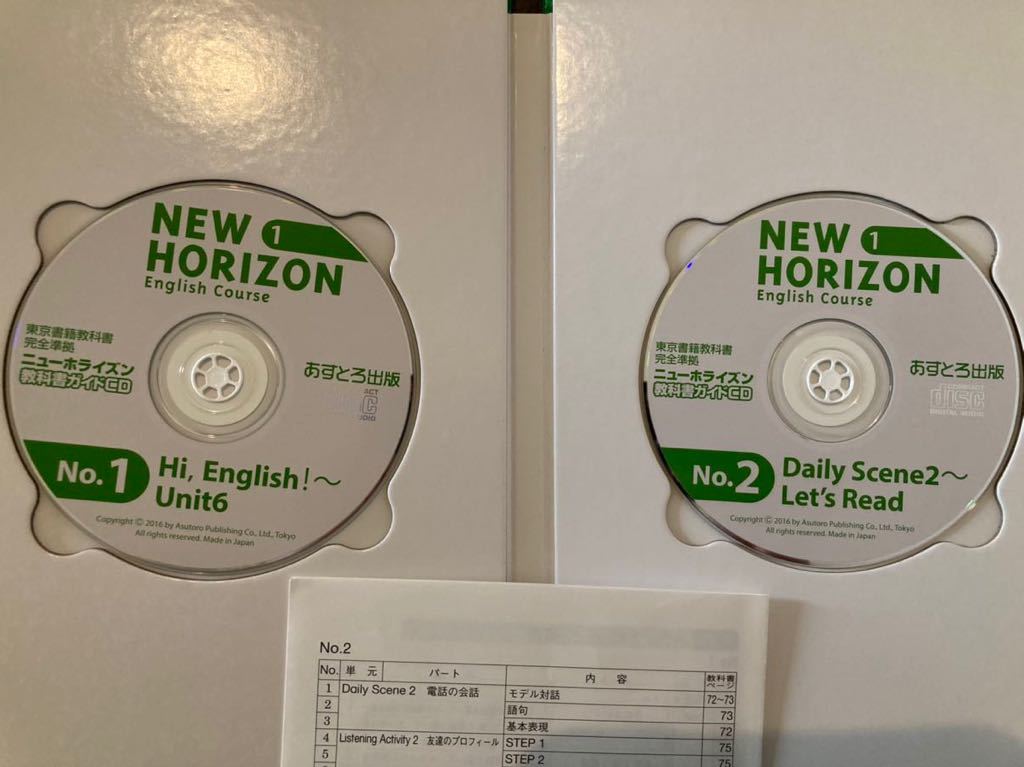 NEW 1
HORIZON
English Course
東京書籍教科書
完全準拠
ニューホライズン
教科書ガイドCD
あすとろ出版
No.1
Hi, English!～
Unit6
Copyright Ⓒ 2016 by Asutoro Publishing Co., Ltd., Tokyo
All rights reserved. Made in Japan
NEW 1
HORIZON
English Course
東京書籍教科書
完全準拠
ニューホライズン
教科書ガイドCD
あすとろ出版
COMPACT
disc
DIGITAL AUDIO
No.2
Daily Scene2～
Let's Read
Copyright Ⓒ 2016 by Asutoro Publishing Co., Ltd., Tokyo
All rights reserved. Made in Japan
No.2
No. 単元 パート 内容 教科書ページ
1 Daily Scene 2 電話の会話 モデル対話 72～73
2 語句 73
3 基本表現 72
4 Listening Activity 2 友達のプロフィール STEP 1 75
5 STEP 2 75